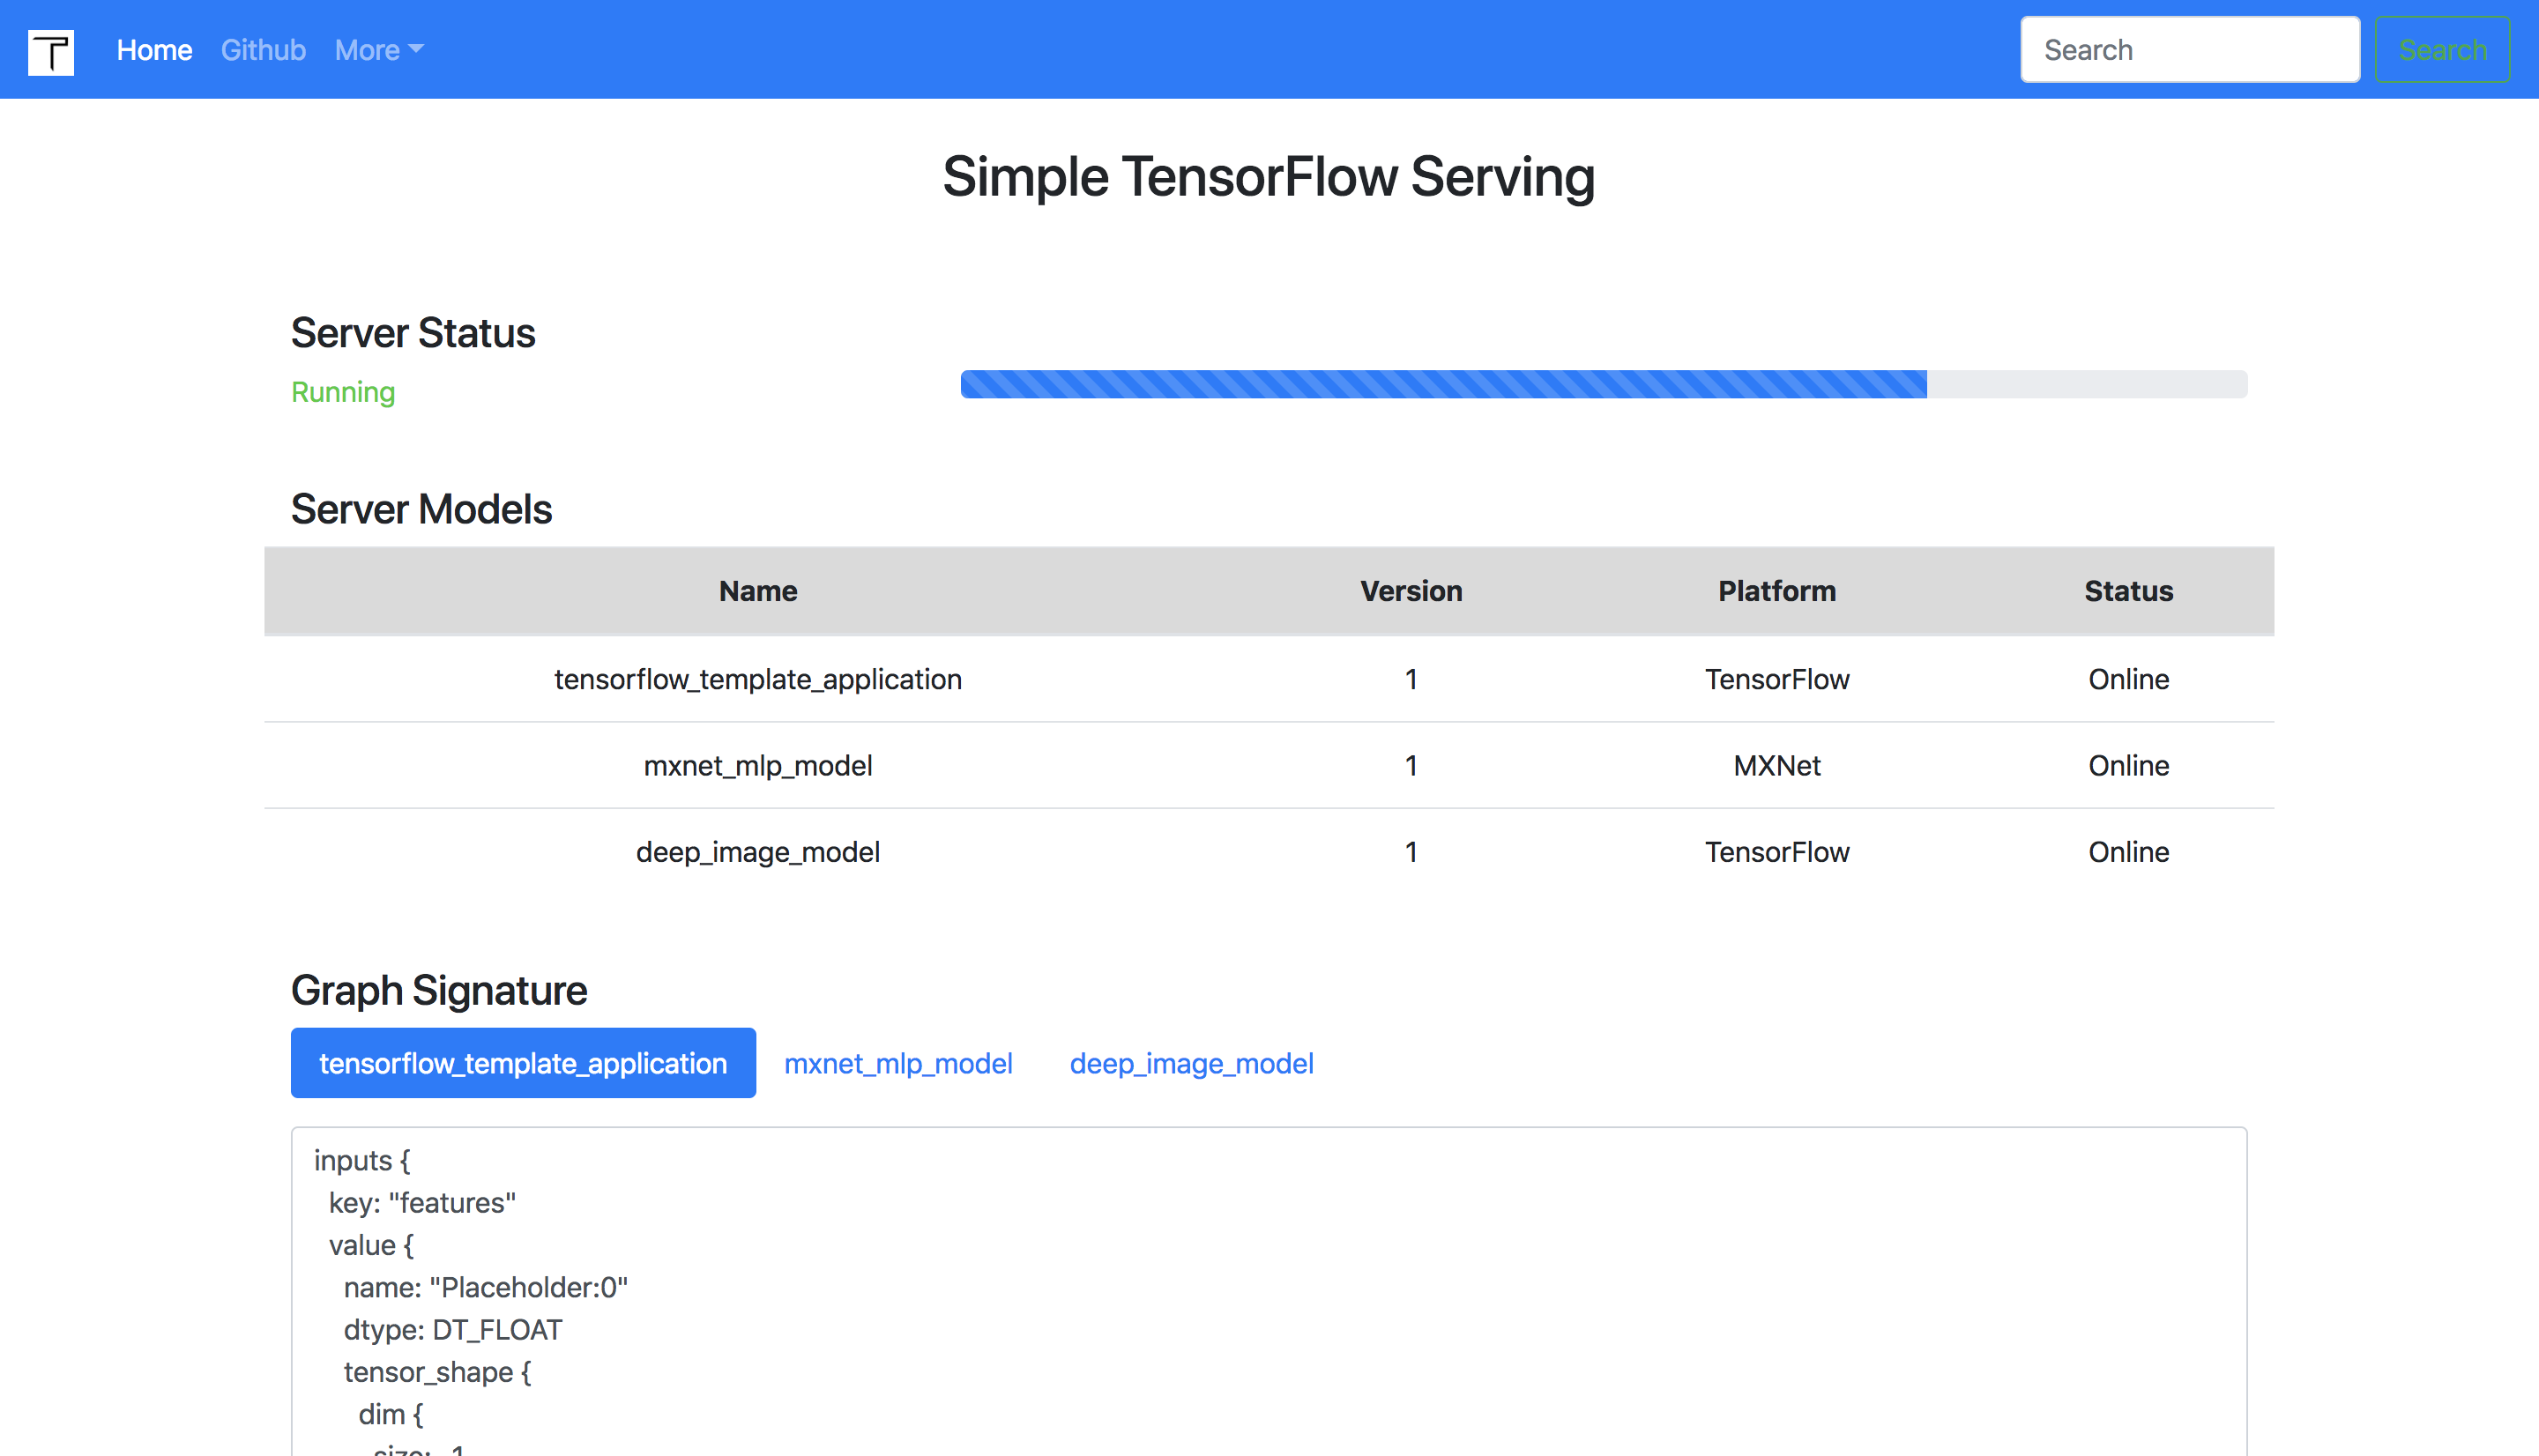 T Home Github More Search Search
Simple TensorFlow Serving
Server Status
Running
Server Models
Name Version Platform Status
tensorflow_template_application 1 TensorFlow Online
mxnet_mlp_model 1 MXNet Online
deep_image_model 1 TensorFlow Online
Graph Signature
tensorflow_template_application mxnet_mlp_model deep_image_model
inputs {
key: "features"
value {
name: "Placeholder:0"
dtype: DT_FLOAT
tensor_shape {
dim {
size: -1